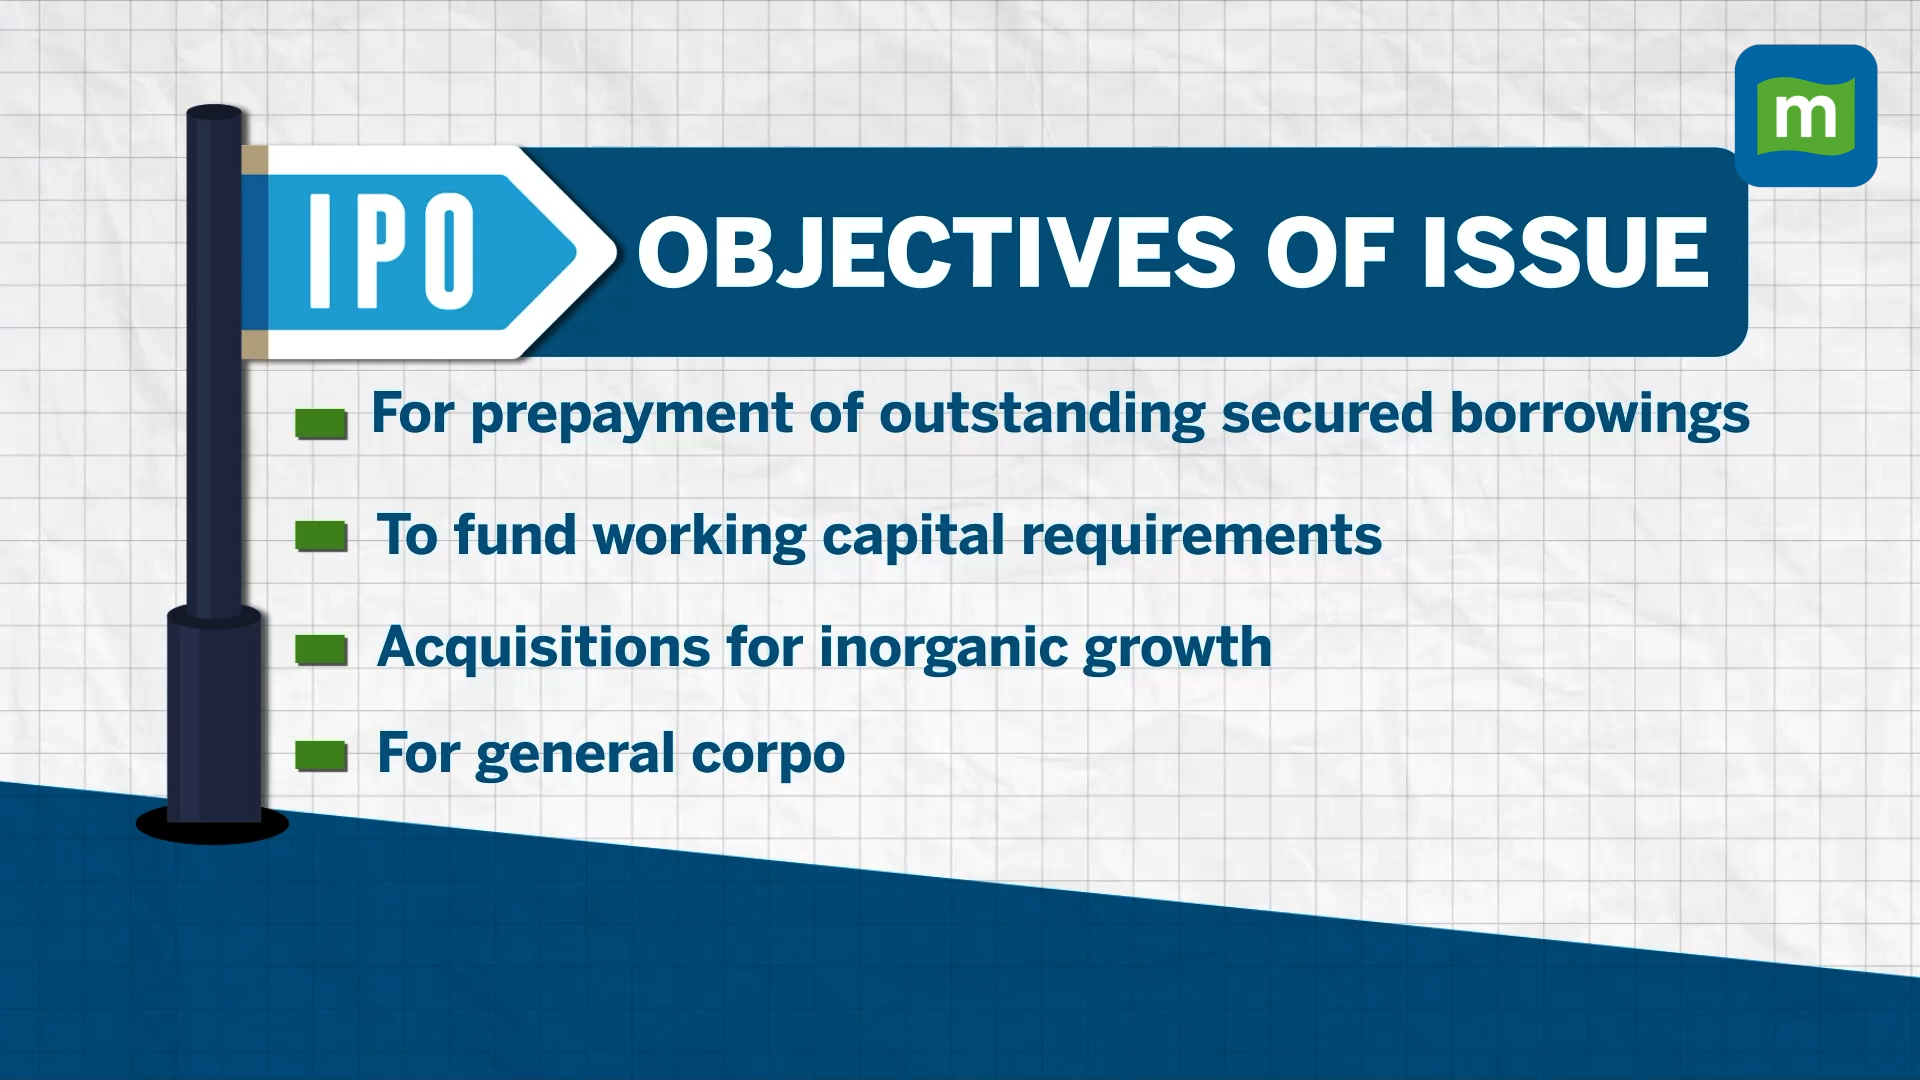 m
IPO
OBJECTIVES OF ISSUE
For prepayment of outstanding secured borrowings
To fund working capital requirements
Acquisitions for inorganic growth
For general corpo